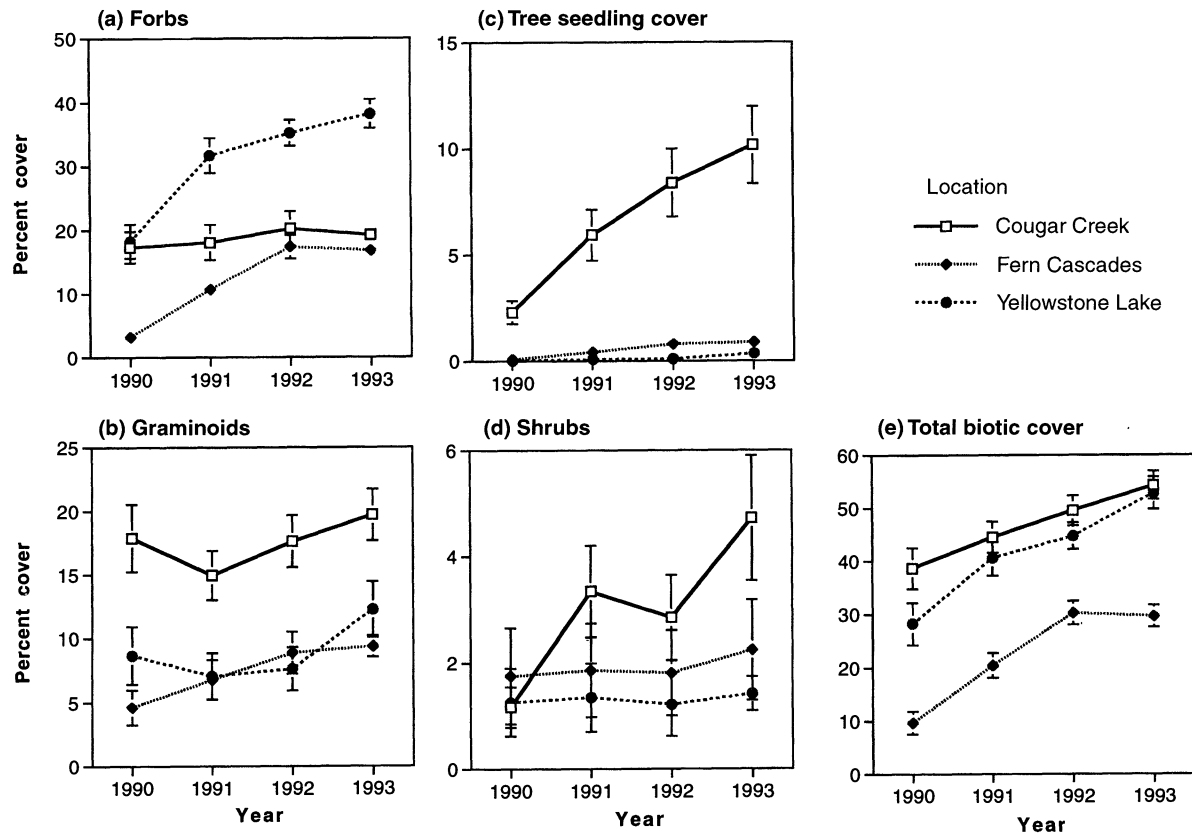 (a) Forbs
50
40
30
20
10
0
Percent cover
1990 1991 1992 1993
(c) Tree seedling cover
15
10
5
0
1990 1991 1992 1993
Location
Cougar Creek
Fern Cascades
Yellowstone Lake
(b) Graminoids
25
20
15
10
5
0
Percent cover
1990 1991 1992 1993
Year
(d) Shrubs
6
4
2
0
1990 1991 1992 1993
Year
(e) Total biotic cover
60
50
40
30
20
10
0
1990 1991 1992 1993
Year